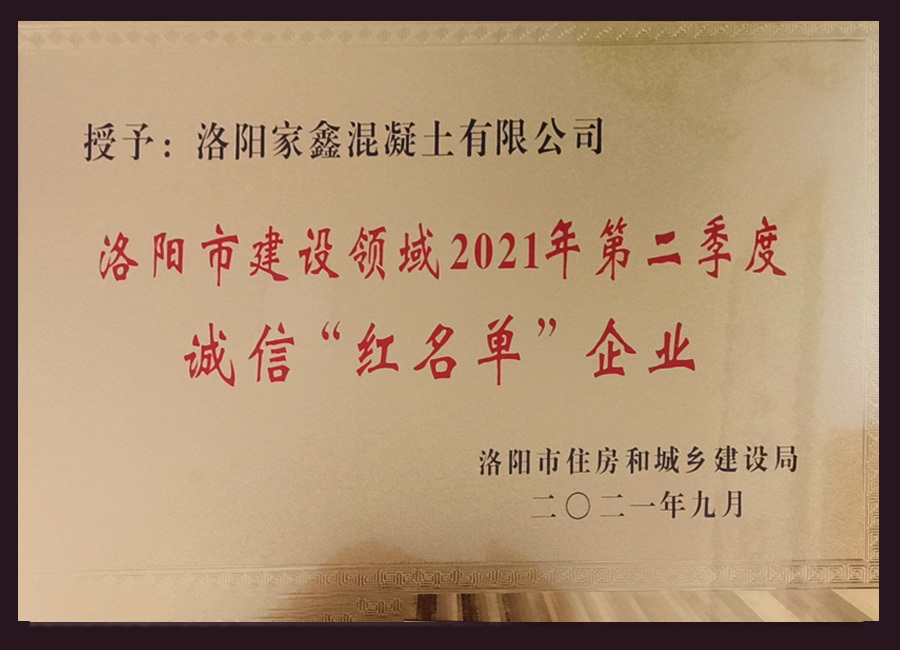 授予：洛阳家鑫混凝土有限公司
洛阳市建设领域2021年第二季度
诚信“红名单”企业
洛阳市住房和城乡建设局
二〇二一年九月